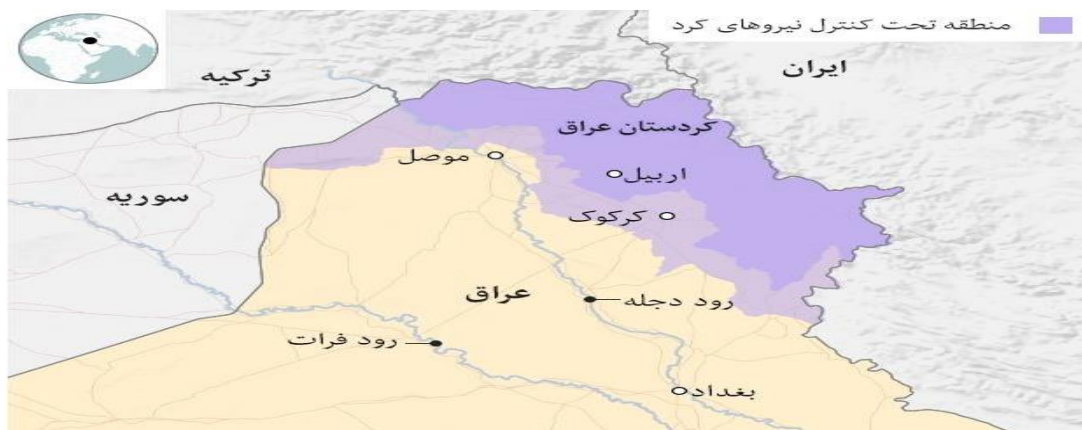 منطقه تحت کنترل نیروهای کرد
ایران
ترکیه
کردستان عراق
موصل
اربیل
سوریه
کرکوک
عراق
رود دجله
رود فرات
بغداد